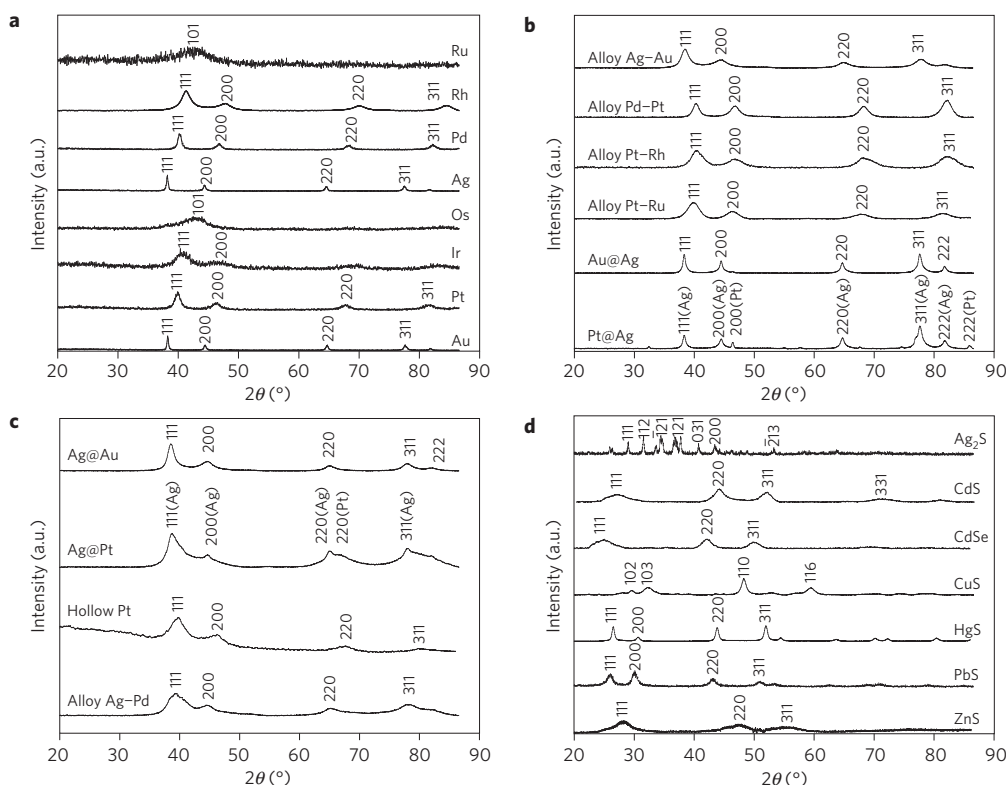 a
101
Ru
111
200
220
311
Rh
111
200
220
311
Pd
111
200
220
311
Ag
101
Os
111
200
Ir
111
200
220
311
Pt
111
200
220
311
Au
Intensity (a.u.)
20 30 40 50 60 70 80 90
2θ (°)
b
Alloy Ag–Au
111
200
220
311
Alloy Pd–Pt
111
200
220
311
Alloy Pt–Rh
111
200
220
311
Alloy Pt–Ru
111
200
220
311
Au@Ag
111
200
220
311
222
Pt@Ag
111(Ag)
200(Ag)
200(Pt)
220(Ag)
311(Ag)
222(Ag)
222(Pt)
Intensity (a.u.)
20 30 40 50 60 70 80 90
2θ (°)
c
Ag@Au
111
200
220
311
222
Ag@Pt
111(Ag)
200(Ag)
220(Ag)
220(Pt)
311(Ag)
Hollow Pt
111
200
220
311
Alloy Ag–Pd
111
200
220
311
Intensity (a.u.)
20 30 40 50 60 70 80 90
2θ (°)
d
111
1̄12
1̄21
121
031
200
2̄13
Ag₂S
111
220
311
331
CdS
111
220
311
CdSe
102
103
110
116
CuS
111
200
220
311
HgS
111
200
220
311
PbS
111
220
311
ZnS
Intensity (a.u.)
20 30 40 50 60 70 80 90
2θ (°)